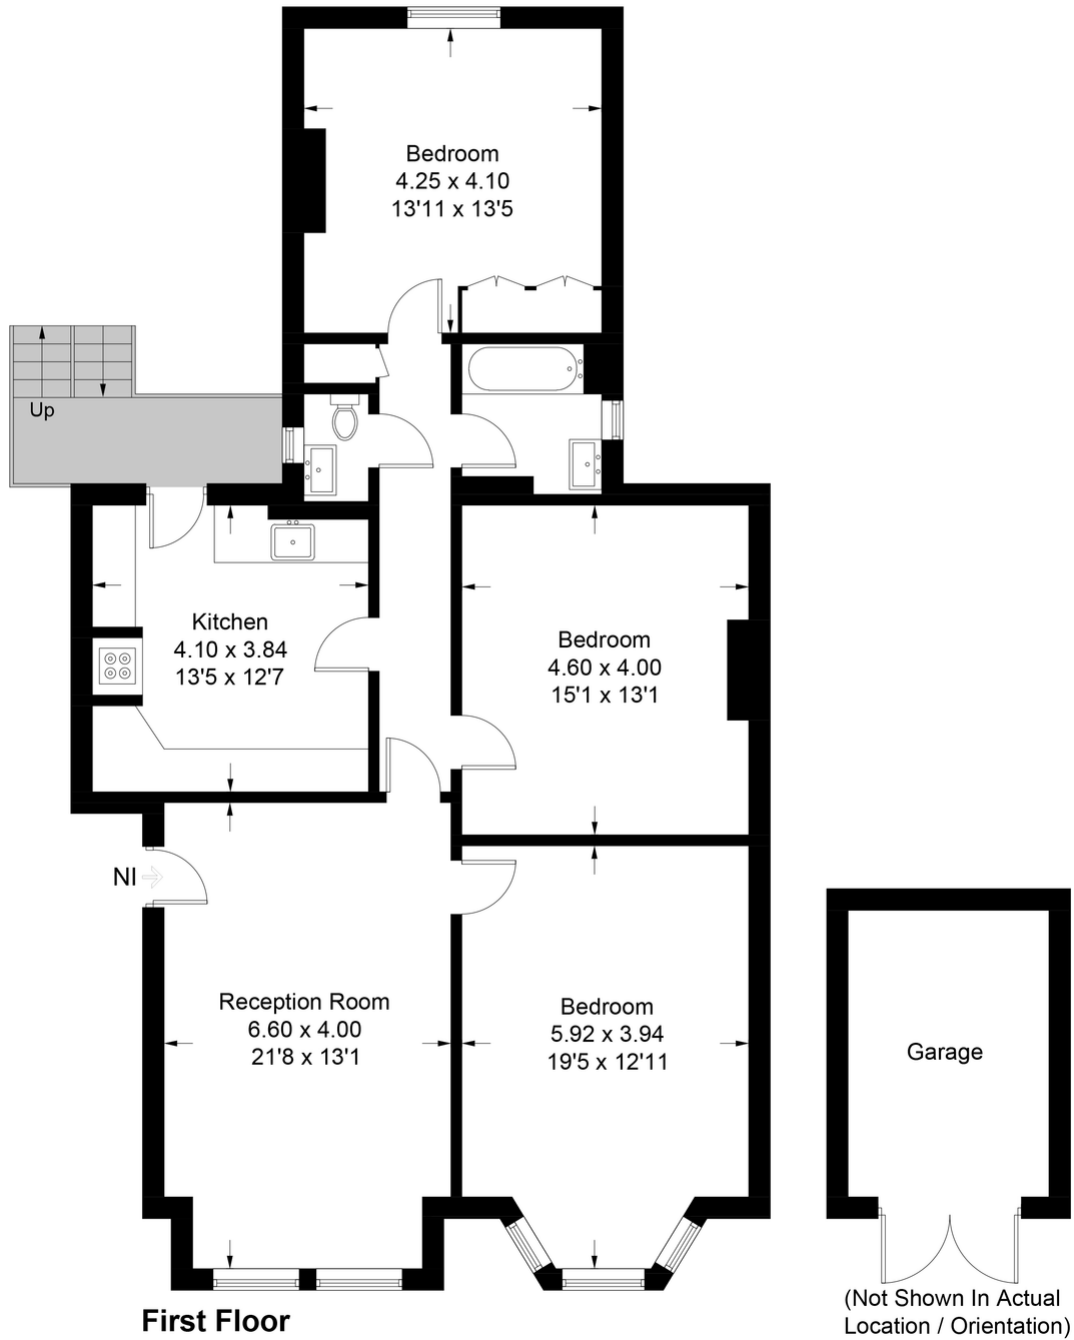 Bedroom
4.25 x 4.10
13'11 x 13'5
Up
Kitchen
4.10 x 3.84
13'5 x 12'7
Bedroom
4.60 x 4.00
15'1 x 13'1
NI
Reception Room
6.60 x 4.00
21'8 x 13'1
Bedroom
5.92 x 3.94
19'5 x 12'11
Garage
First Floor
(Not Shown In Actual
Location / Orientation)